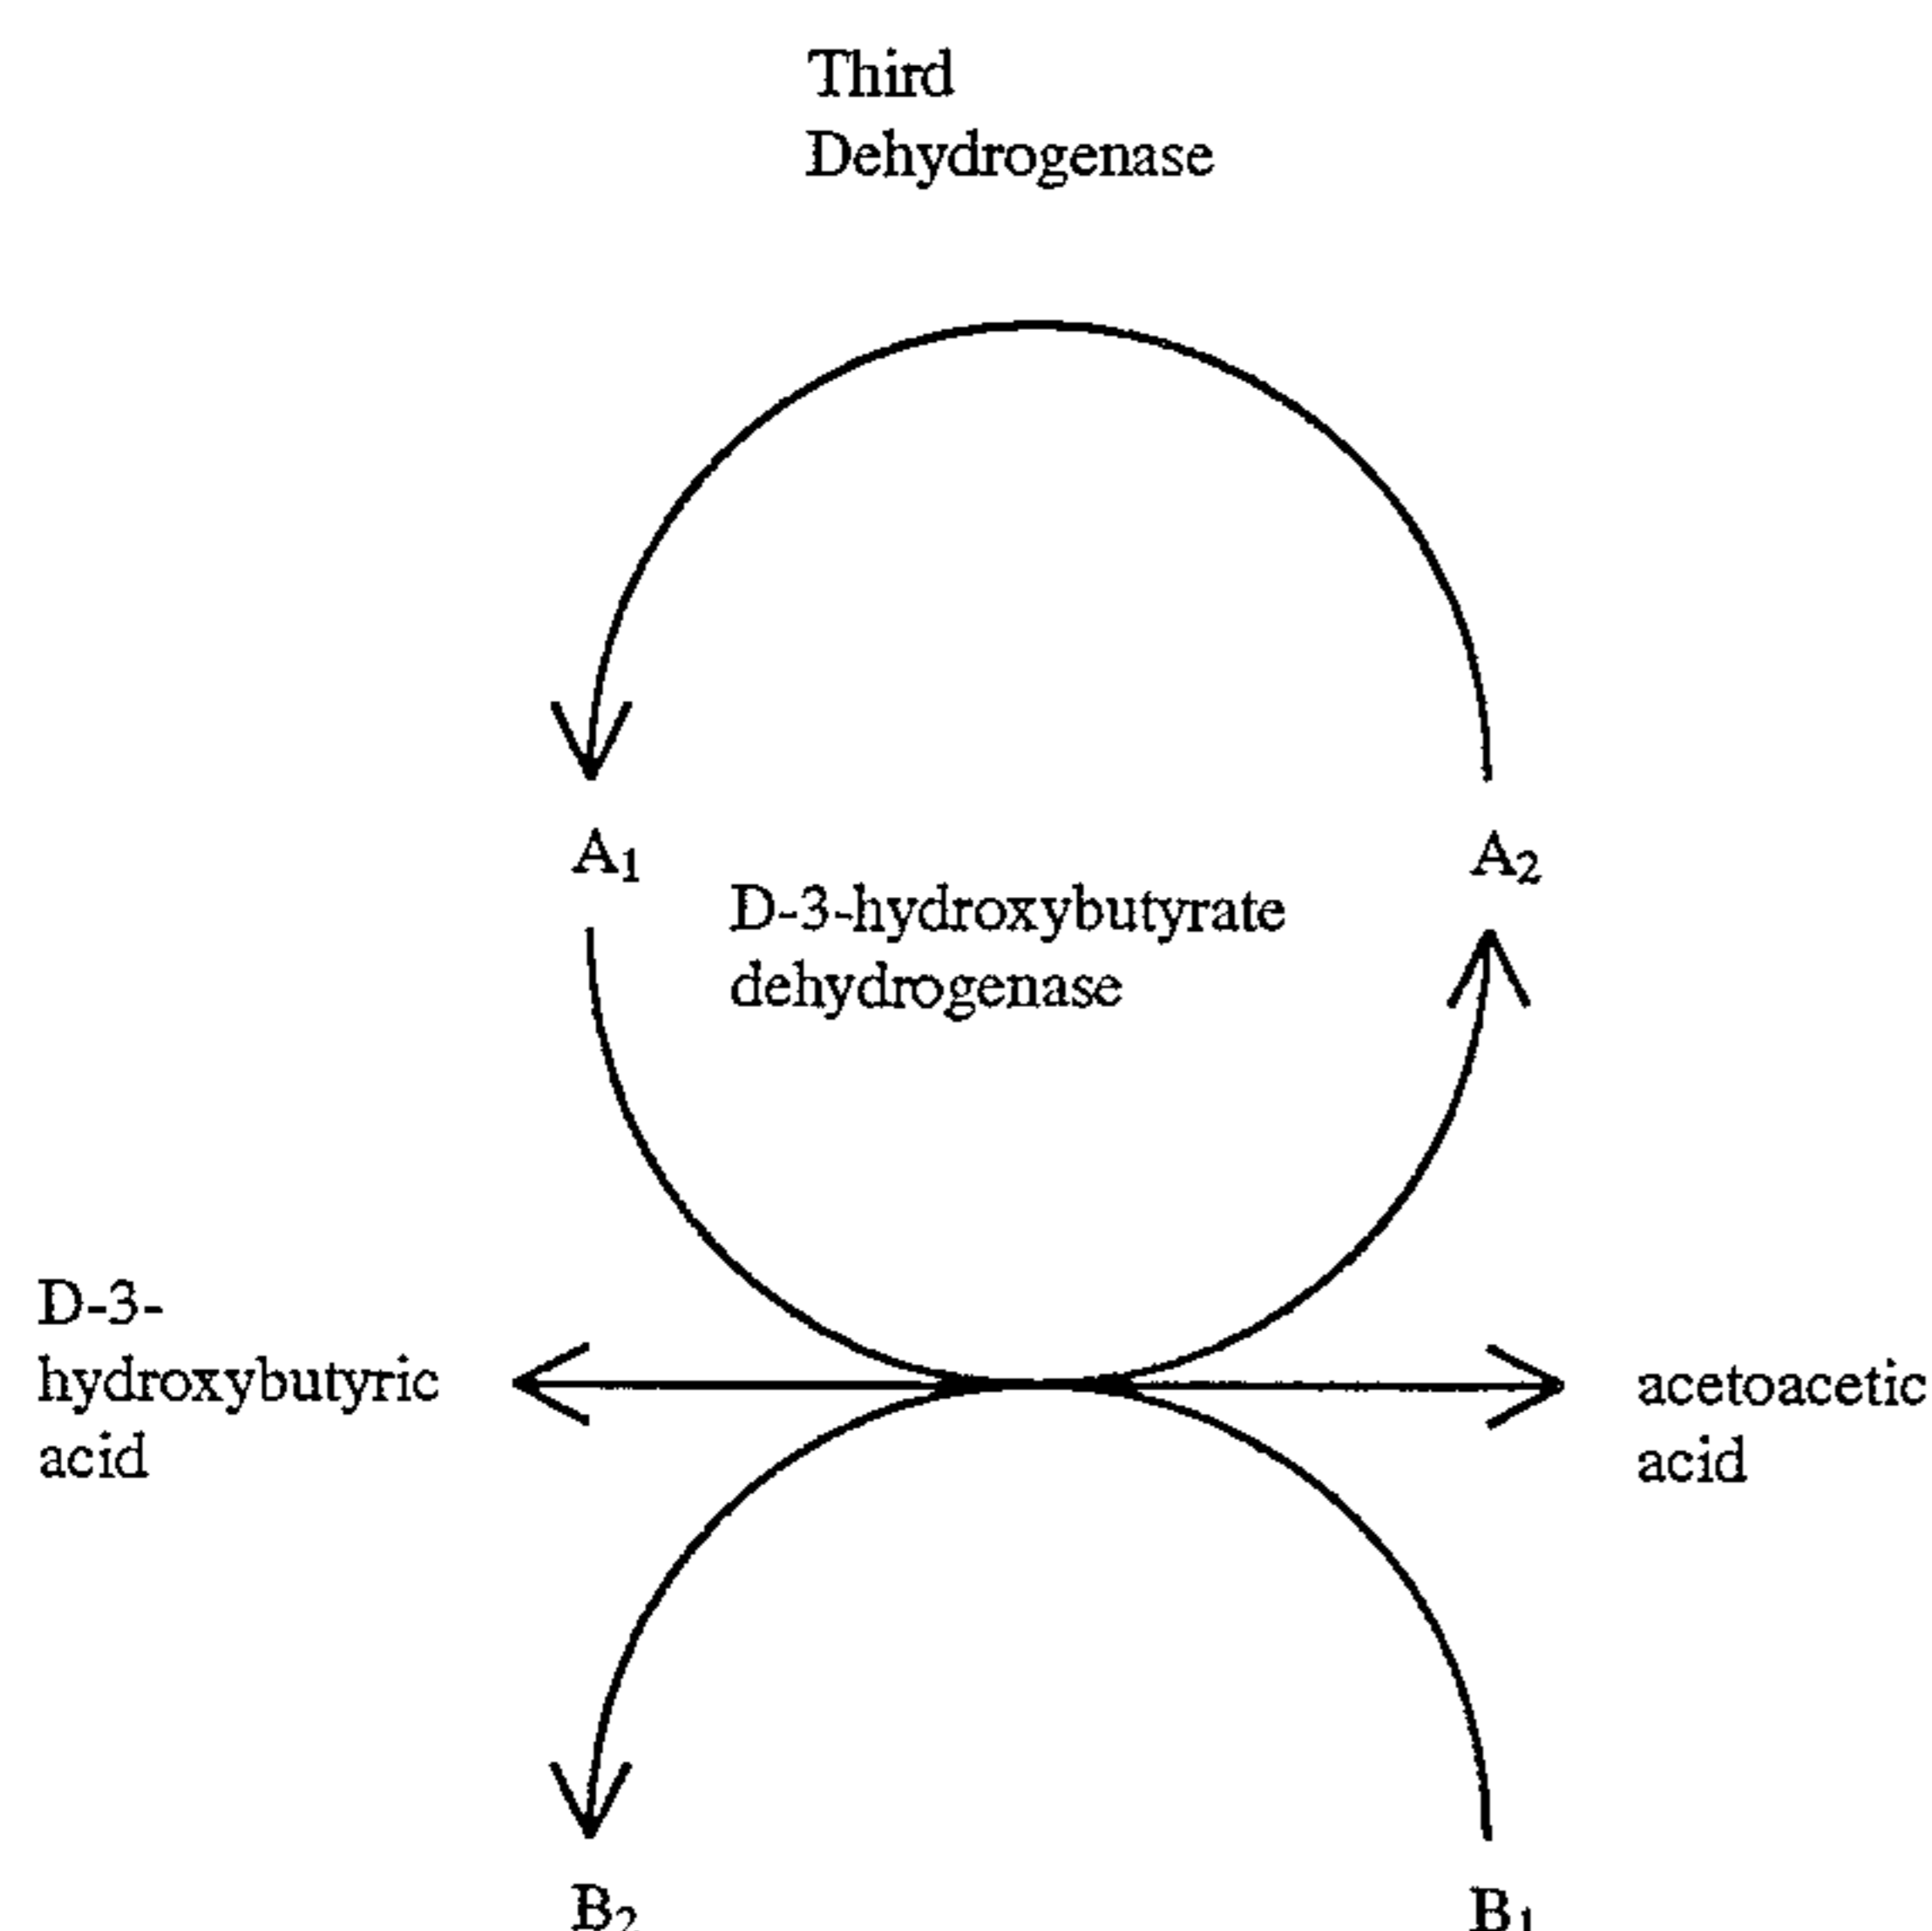 Third
Dehydrogenase
A₁
A₂
D-3-hydroxybutyrate
dehydrogenase
D-3-
hydroxybutyric
acid
acetoacetic
acid
B₂
B₁